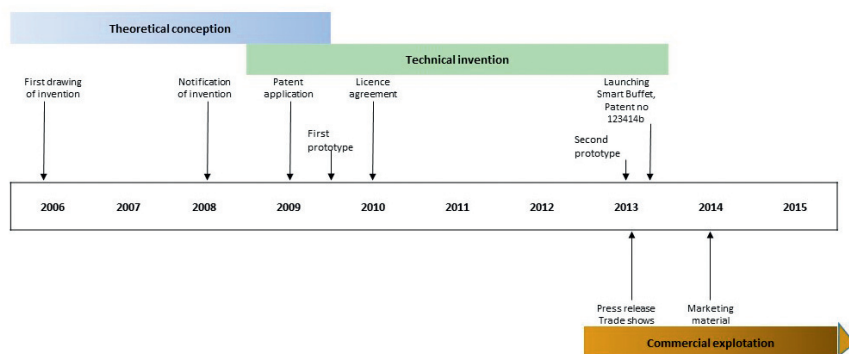 Theoretical conception
Technical invention
First drawing
of invention
Notification
of invention
Patent
application
Licence
agreement
Launching
Smart Buffet,
Patent no
123414b
First
prototype
Second
prototype
2006
2007
2008
2009
2010
2011
2012
2013
2014
2015
Press release
Trade shows
Marketing
material
Commercial explotation